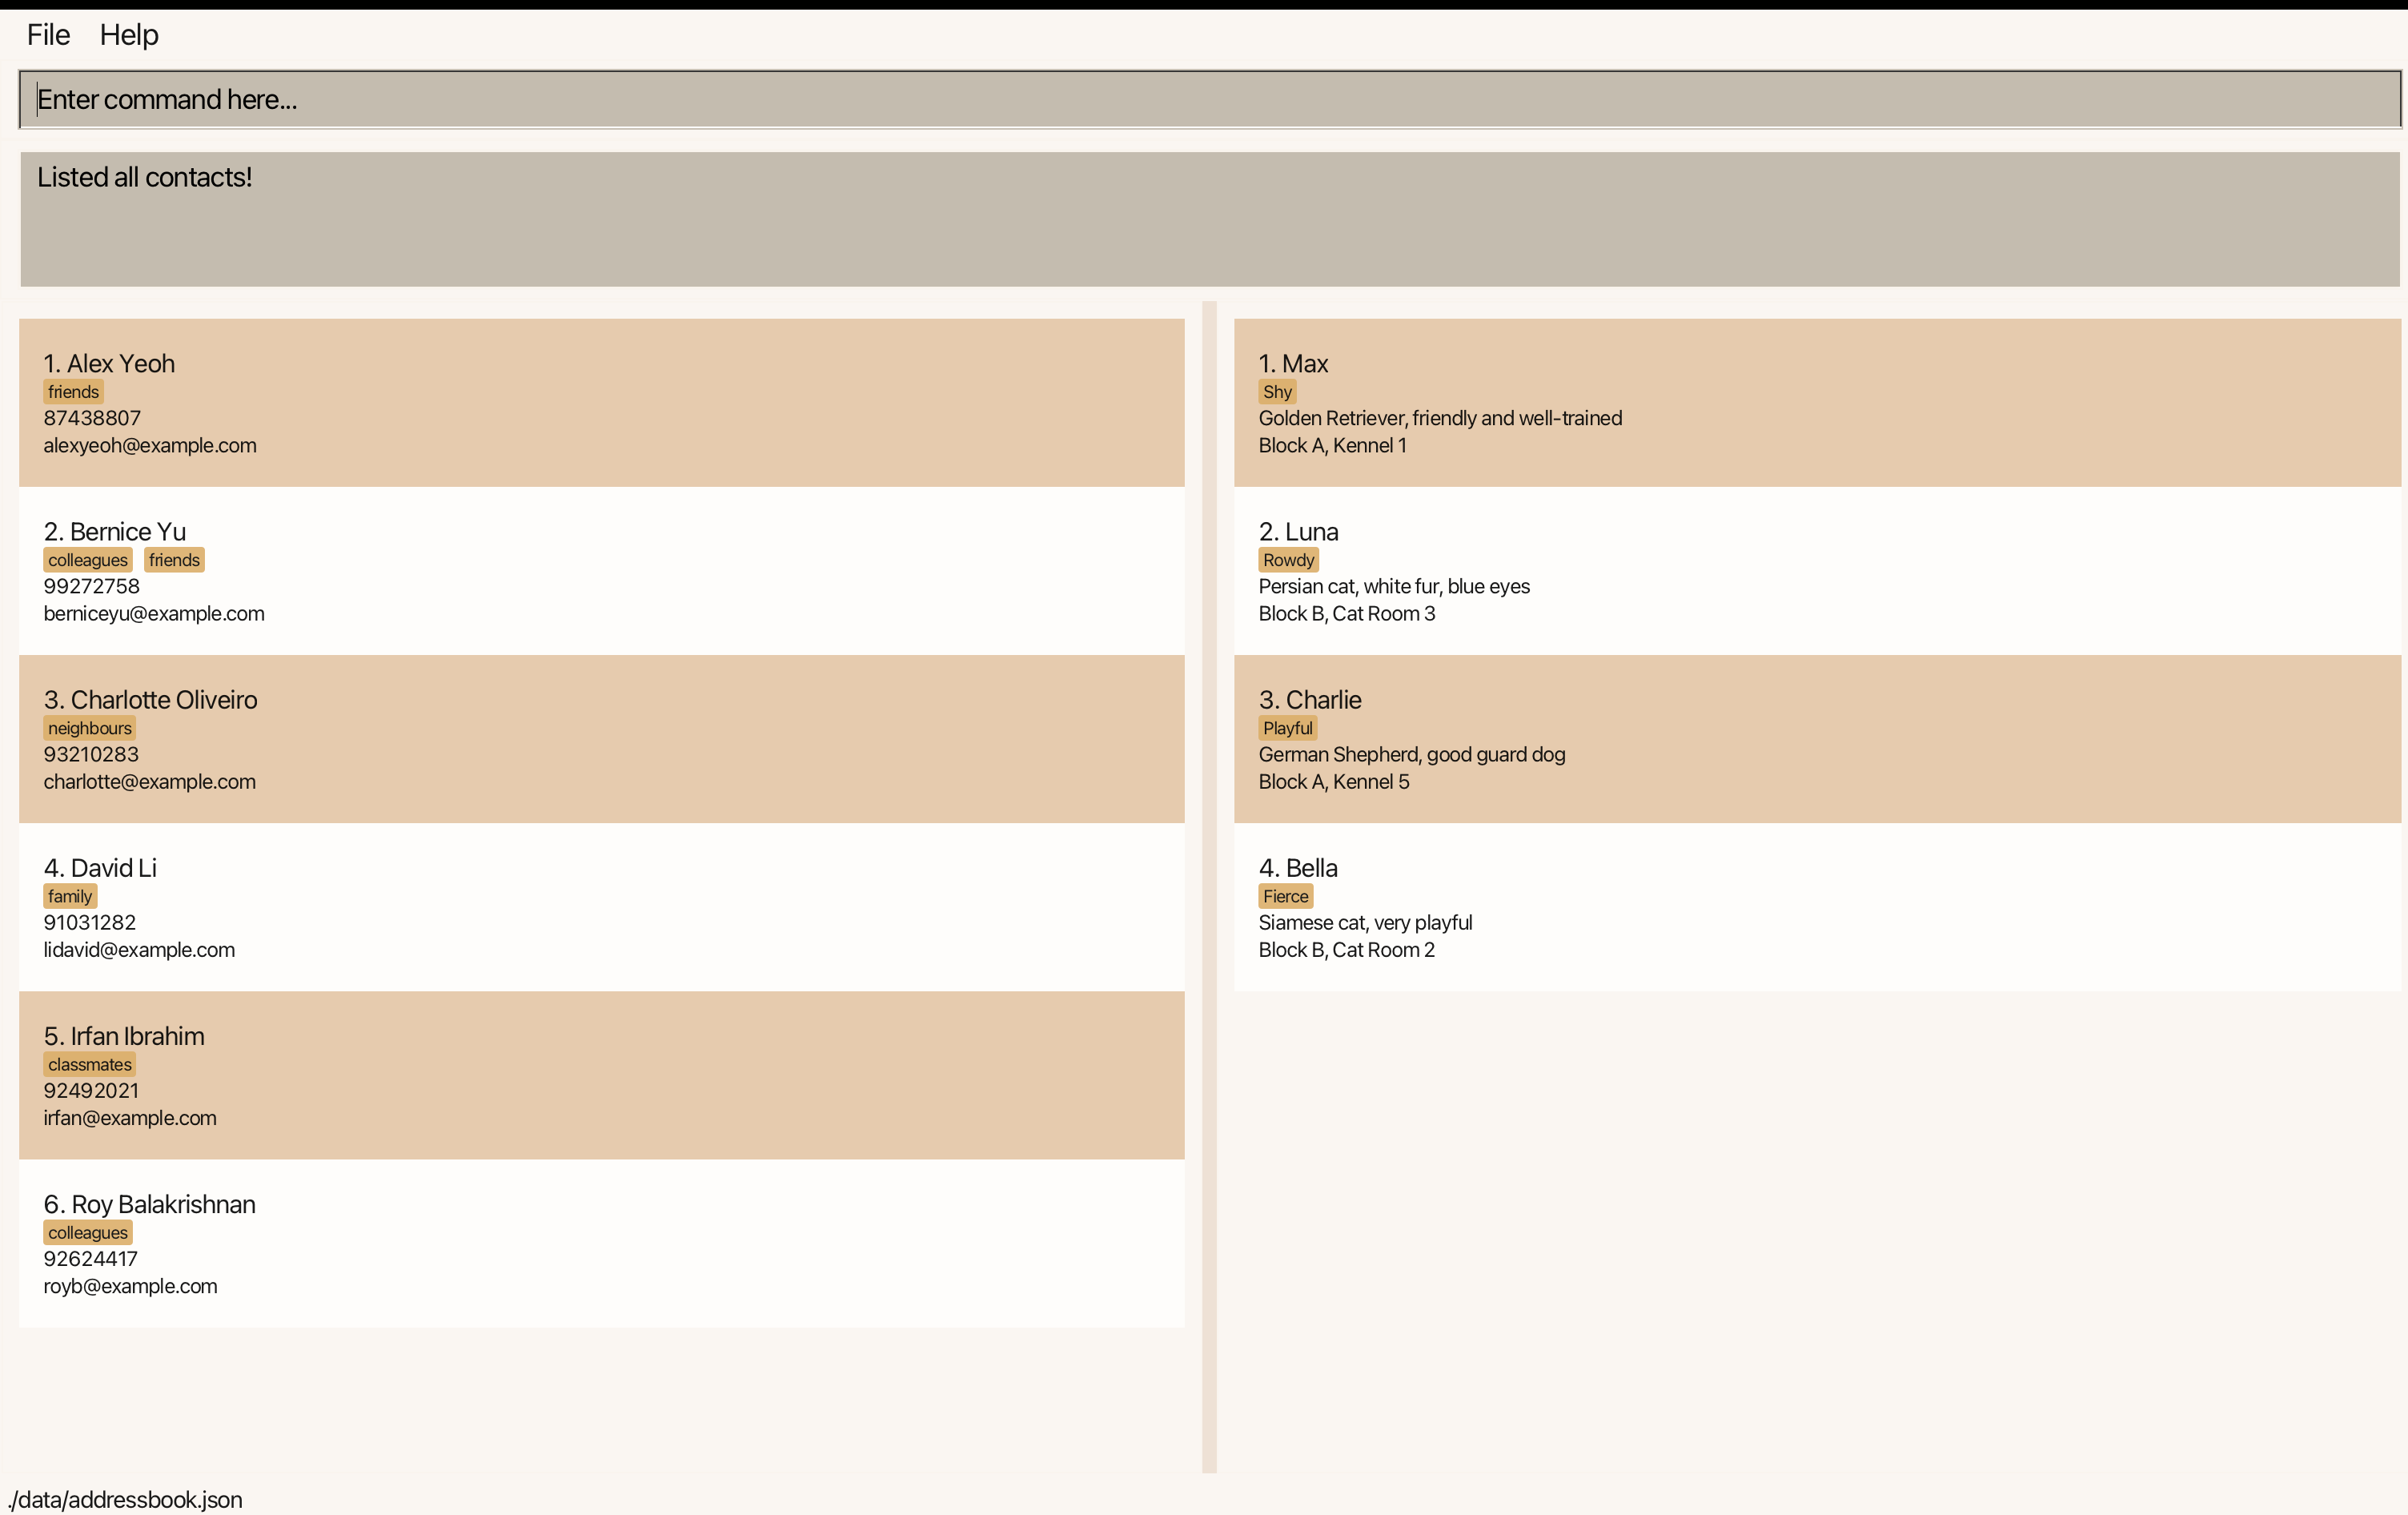 File Help
Enter command here...
Listed all contacts!
1. Alex Yeoh
friends
87438807
alexyeoh@example.com
2. Bernice Yu
colleagues friends
99272758
berniceyu@example.com
3. Charlotte Oliveiro
neighbours
93210283
charlotte@example.com
4. David Li
family
91031282
lidavid@example.com
5. Irfan Ibrahim
classmates
92492021
irfan@example.com
6. Roy Balakrishnan
colleagues
92624417
royb@example.com
1. Max
Shy
Golden Retriever, friendly and well-trained
Block A, Kennel 1
2. Luna
Rowdy
Persian cat, white fur, blue eyes
Block B, Cat Room 3
3. Charlie
Playful
German Shepherd, good guard dog
Block A, Kennel 5
4. Bella
Fierce
Siamese cat, very playful
Block B, Cat Room 2
./data/addressbook.json